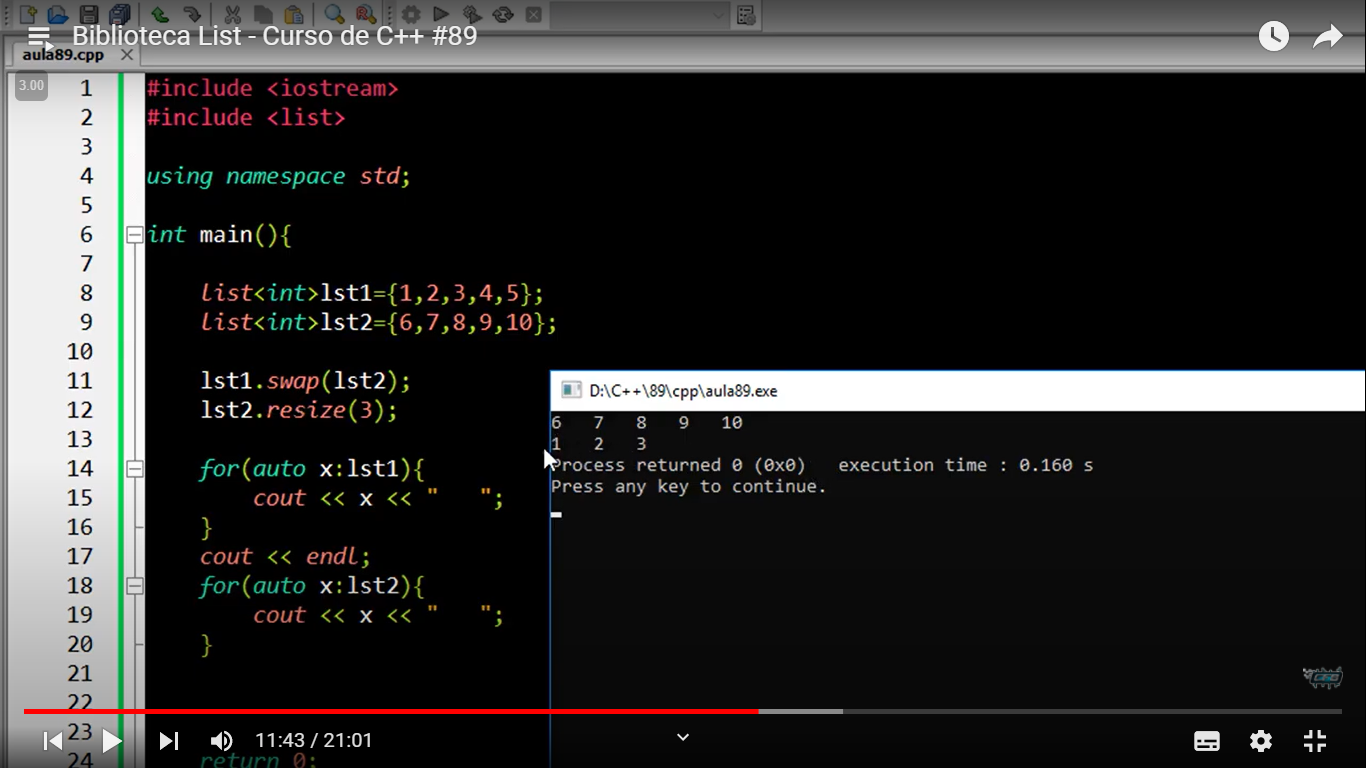 Biblioteca List - Curso de C++ #89
aula89.cpp
3.00
1 #include <iostream>
2 #include <list>
3
4 using namespace std;
5
6 int main(){
7
8 list<int>lst1={1,2,3,4,5};
9 list<int>lst2={6,7,8,9,10};
10
11 lst1.swap(lst2);
12 lst2.resize(3);
13
14 for(auto x:lst1){
15 cout << x << "   ";
16 }
17 cout << endl;
18 for(auto x:lst2){
19 cout << x << "   ";
20 }
21
22
23
24 return 0;
D:\C++\89\cpp\aula89.exe
6   7   8   9   10
1   2   3
Process returned 0 (0x0)   execution time : 0.160 s
Press any key to continue.
11:43 / 21:01